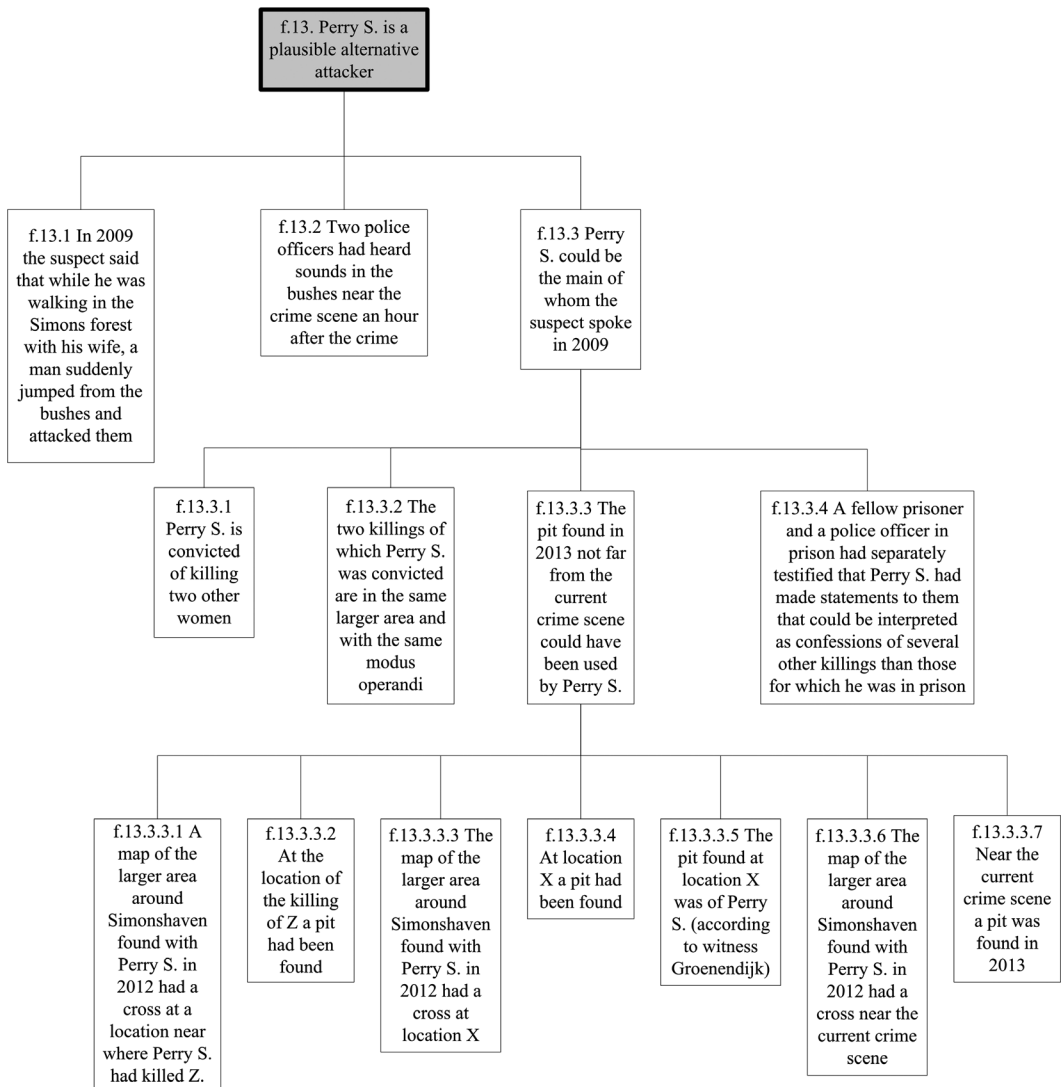 f.13. Perry S. is a
plausible alternative
attacker
f.13.1 In 2009
the suspect said
that while he was
walking in the
Simons forest
with his wife, a
man suddenly
jumped from the
bushes and
attacked them
f.13.2 Two police
officers had heard
sounds in the
bushes near the
crime scene an hour
after the crime
f.13.3 Perry
S. could be
the main of
whom the
suspect spoke
in 2009
f.13.3.1
Perry S. is
convicted
of killing
two other
women
f.13.3.2 The
two killings of
which Perry S.
was convicted
are in the same
larger area and
with the same
modus
operandi
f.13.3.3 The
pit found in
2013 not far
from the
current
crime scene
could have
been used
by Perry S.
f.13.3.4 A fellow prisoner
and a police officer in
prison had separately
testified that Perry S. had
made statements to them
that could be interpreted
as confessions of several
other killings than those
for which he was in prison
f.13.3.3.1 A
map of the
larger area
around
Simonshaven
found with
Perry S. in
2012 had a
cross at a
location near
where Perry S.
had killed Z.
f.13.3.3.2
At the
location of
the killing
of Z a pit
had been
found
f.13.3.3.3 The
map of the
larger area
around
Simonshaven
found with
Perry S. in
2012 had a
cross at
location X
f.13.3.3.4
At location
X a pit had
been found
f.13.3.3.5 The
pit found at
location X
was of Perry
S. (according
to witness
Groenendijk)
f.13.3.3.6 The
map of the
larger area
around
Simonshaven
found with
Perry S. in
2012 had a
cross near the
current crime
scene
f.13.3.3.7
Near the
current
crime scene
a pit was
found in
2013